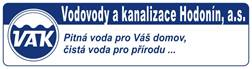 VAK
Vodovody a kanalizace Hodonín, a.s.
Pitná voda pro Váš domov,
čistá voda pro přírodu ...